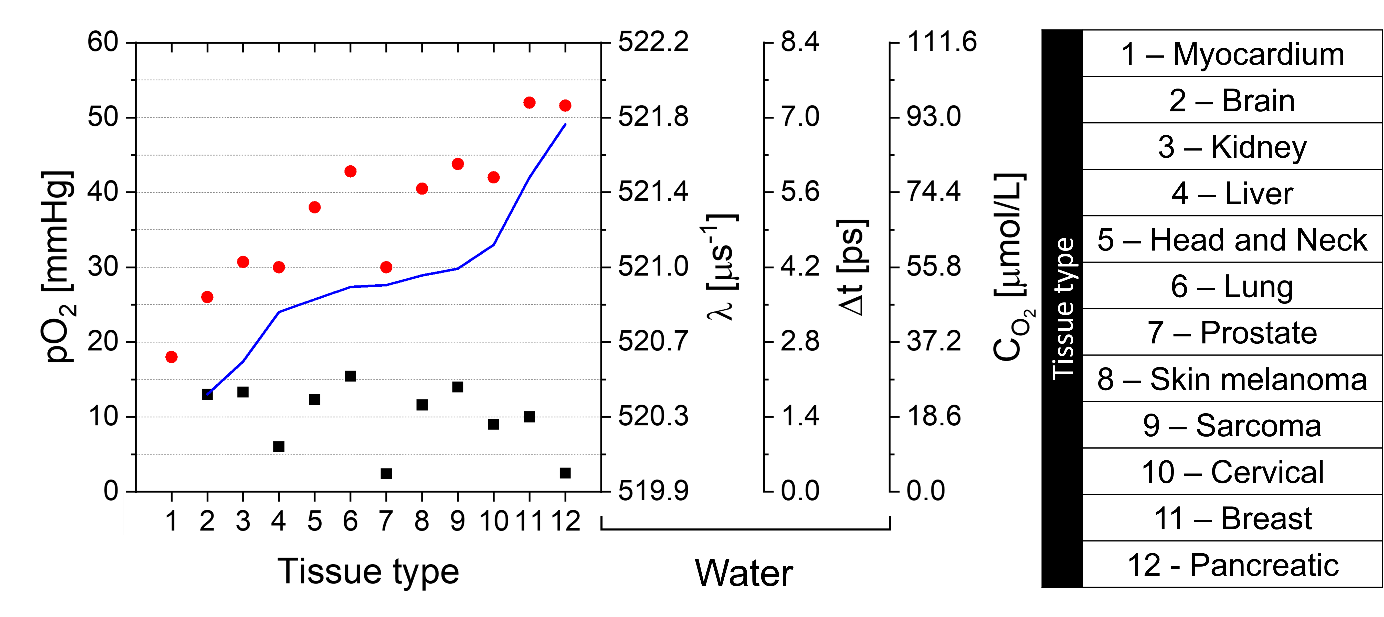 60
50
40
30
20
10
0
pO2 [mmHg]
1 2 3 4 5 6 7 8 9 10 11 12
Tissue type
522.2
521.8
521.4
521.0
520.7
520.3
519.9
λ [μs-1]
8.4
7.0
5.6
4.2
2.8
1.4
0.0
Δt [ps]
111.6
93.0
74.4
55.8
37.2
18.6
0.0
CO2 [μmol/L]
Water
Tissue type
1 – Myocardium
2 – Brain
3 – Kidney
4 – Liver
5 – Head and Neck
6 – Lung
7 – Prostate
8 – Skin melanoma
9 – Sarcoma
10 – Cervical
11 – Breast
12 - Pancreatic